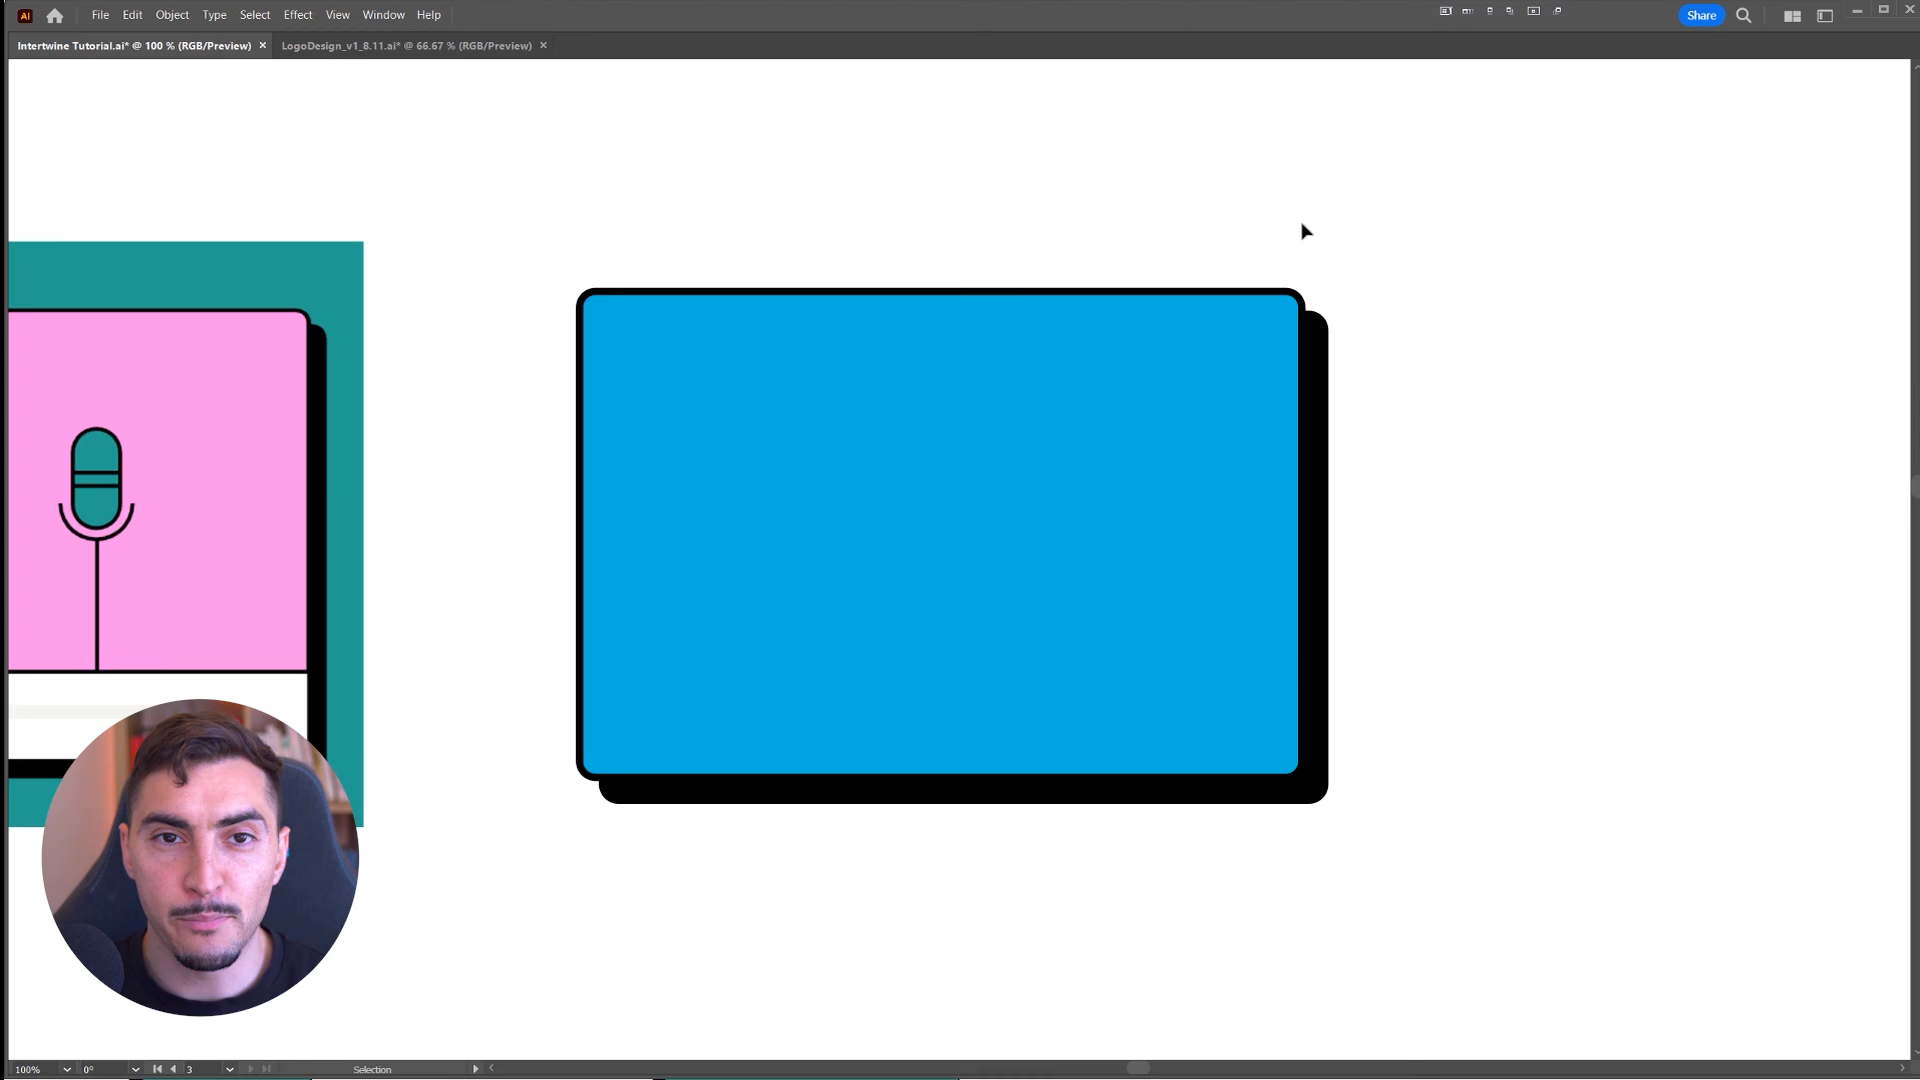 Ai File Edit Object Type Select Effect View Window Help Share
Intertwine Tutorial.ai* @ 100 % (RGB/Preview) × LogoDesign_v1_8.11.ai* @ 66.67 % (RGB/Preview) ×
100% 0° 3 Selection